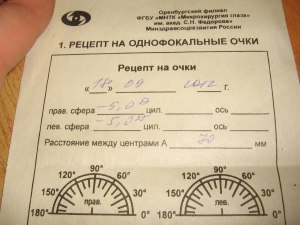 Оренбургский филиал
ФГБУ «МНТК «Микрохирургия глаза»
им. акад. С.Н. Федорова»
Минздравсоцразвития России
1. РЕЦЕПТ НА ОДНОФОКАЛЬНЫЕ ОЧКИ
Рецепт на очки
« 18 » 09 2012 г.
прав. сфера -5,00 цил. ось
лев. сфера -5,00 цил. ось
Расстояние между центрами А 70 мм
120° 90° 60° 120° 90° 60°
150° 30° 150° 30°
180° прав. 0° 180° лев. 0°